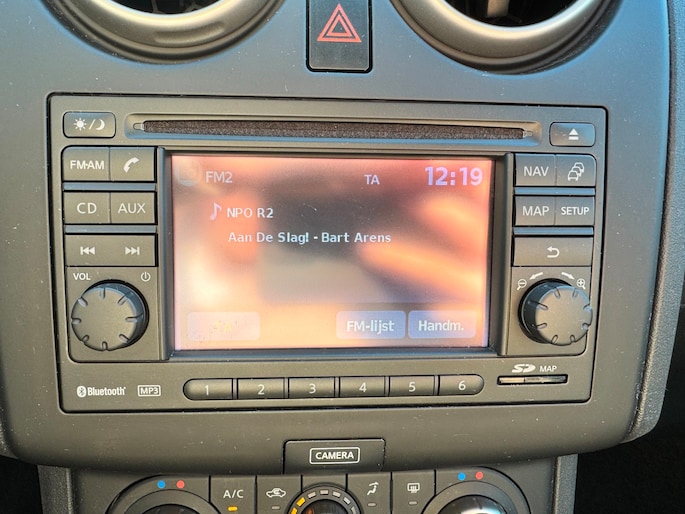 FM•AM
CD
AUX
VOL
FM2
TA
12:19
NPO R2
Aan De Slag! - Bart Arens
FM-lijst
Handm.
NAV
MAP
SETUP
Bluetooth
MP3
1 2 3 4 5 6
SD MAP
CAMERA
A/C